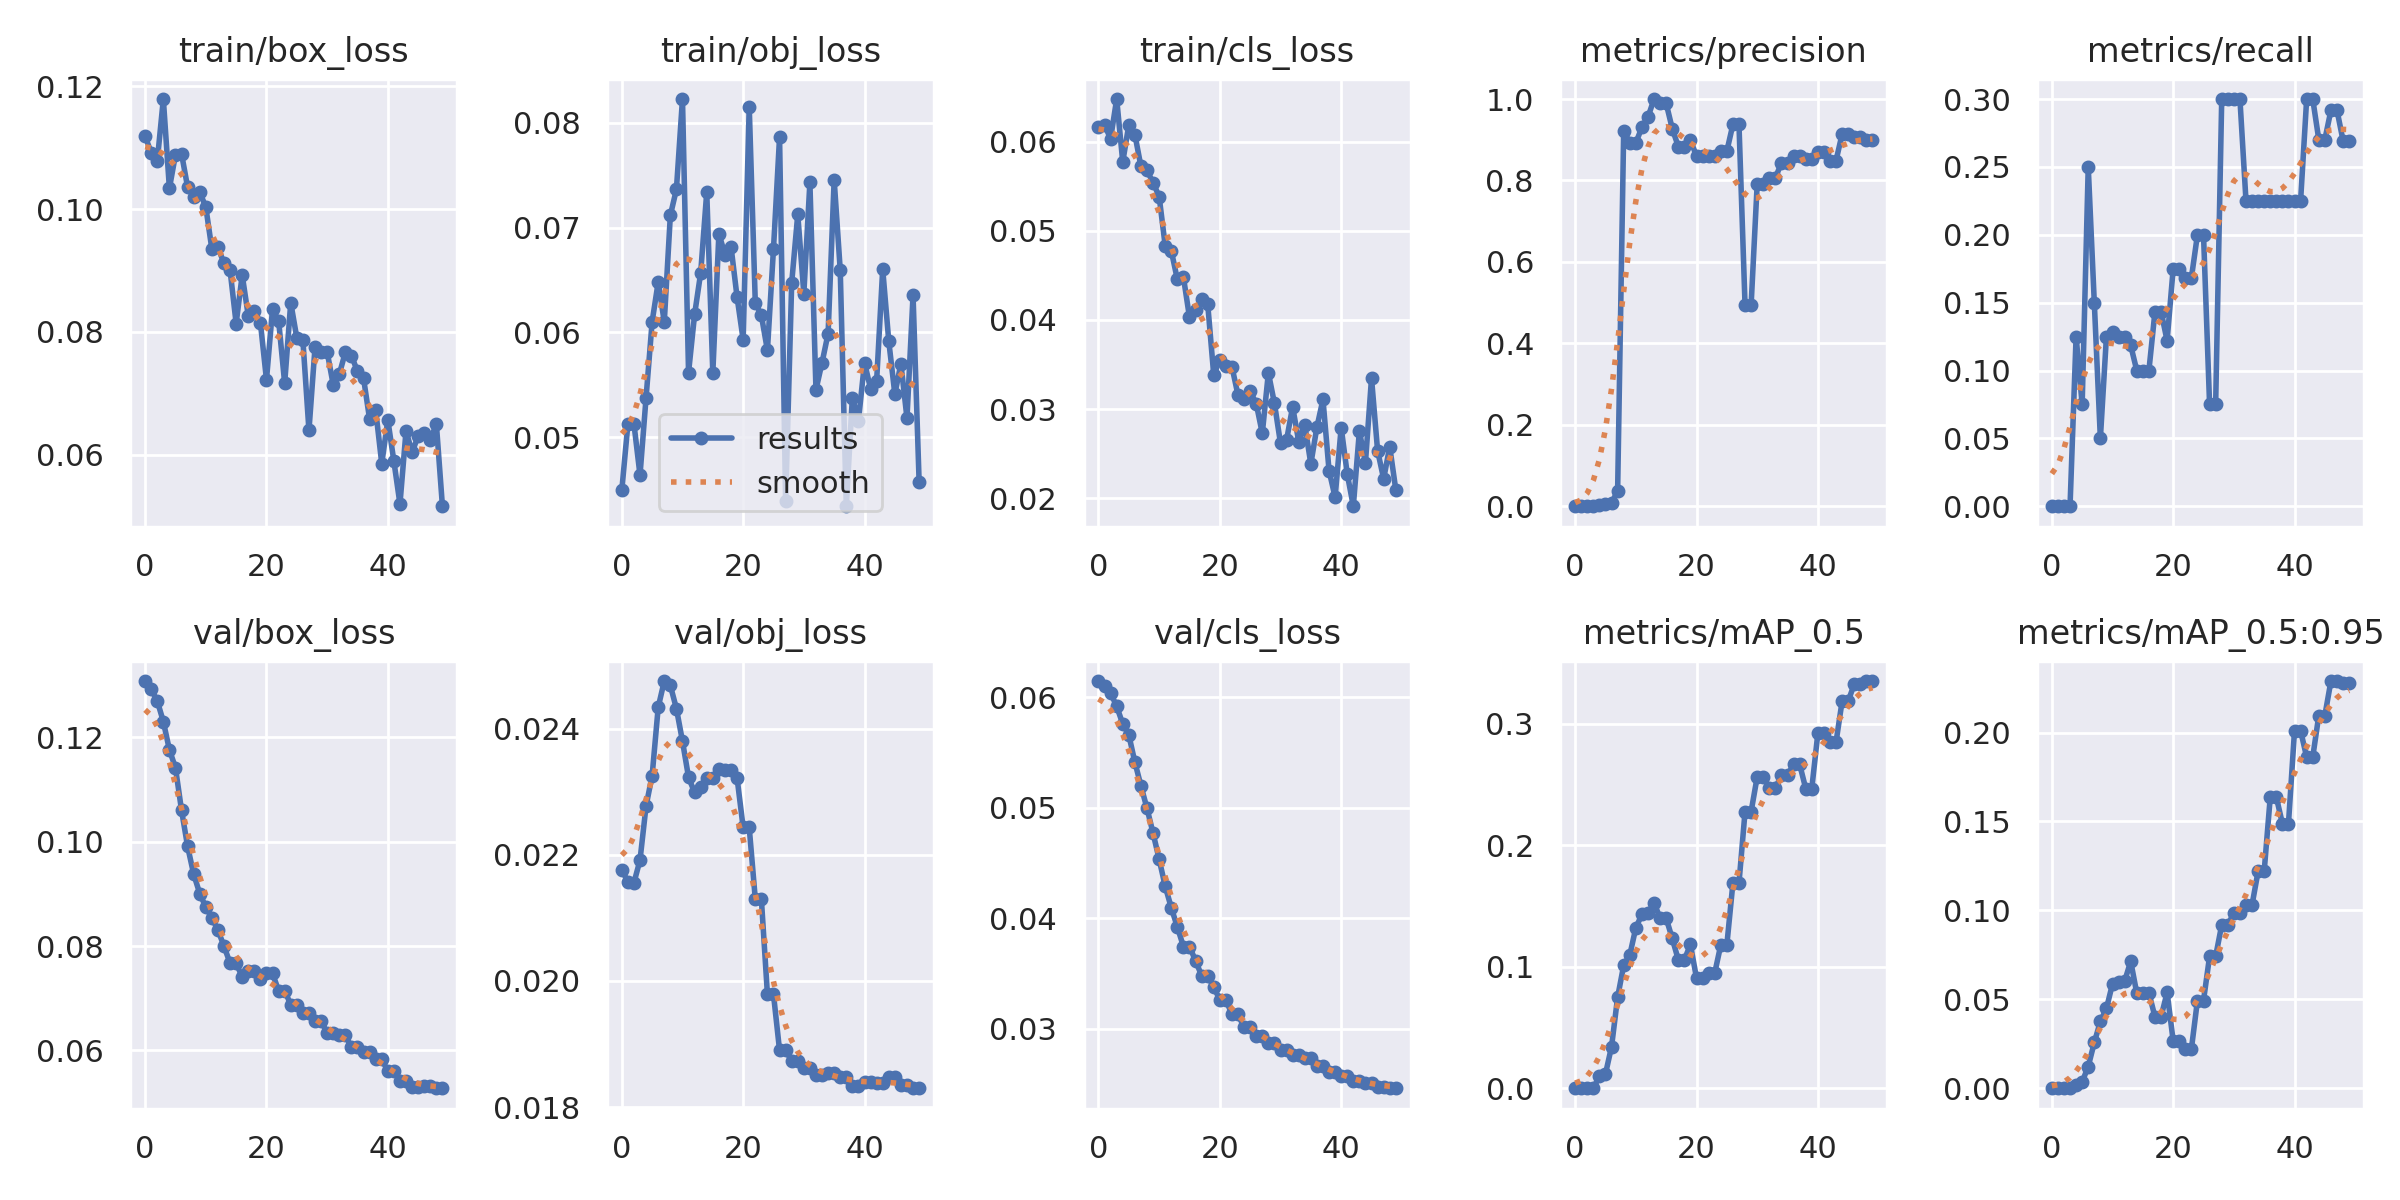 train/box_loss
0.12
0.10
0.08
0.06
0 20 40
train/obj_loss
0.08
0.07
0.06
0.05
results
smooth
0 20 40
train/cls_loss
0.06
0.05
0.04
0.03
0.02
0 20 40
metrics/precision
1.0
0.8
0.6
0.4
0.2
0.0
0 20 40
metrics/recall
0.30
0.25
0.20
0.15
0.10
0.05
0.00
0 20 40
val/box_loss
0.12
0.10
0.08
0.06
0 20 40
val/obj_loss
0.024
0.022
0.020
0.018
0 20 40
val/cls_loss
0.06
0.05
0.04
0.03
0 20 40
metrics/mAP_0.5
0.3
0.2
0.1
0.0
0 20 40
metrics/mAP_0.5:0.95
0.20
0.15
0.10
0.05
0.00
0 20 40